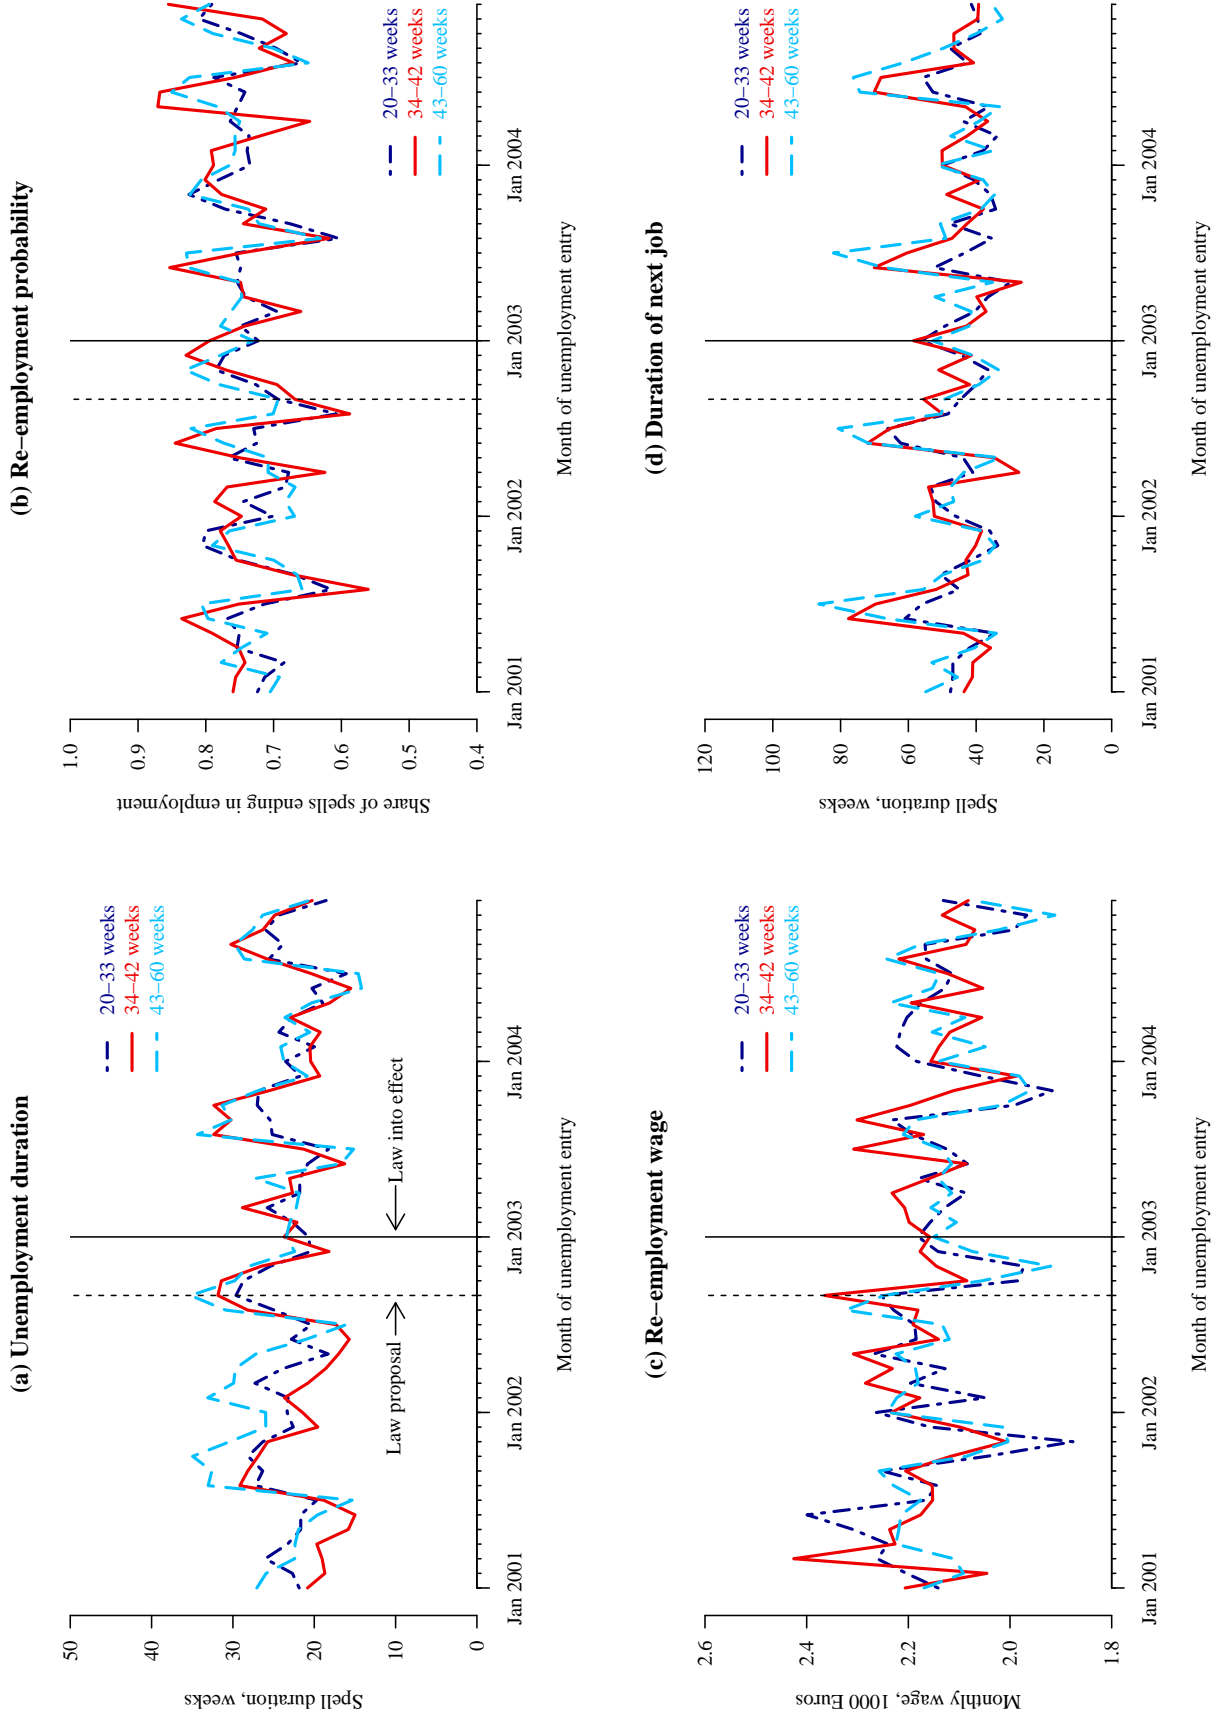 (a) Unemployment duration
Spell duration, weeks
50
40
30
20
10
0
20−33 weeks
34−42 weeks
43−60 weeks
Law proposal
Law into effect
Jan 2001
Jan 2002
Jan 2003
Jan 2004
Month of unemployment entry
(b) Re−employment probability
Share of spells ending in employment
1.0
0.9
0.8
0.7
0.6
0.5
0.4
20−33 weeks
34−42 weeks
43−60 weeks
Jan 2001
Jan 2002
Jan 2003
Jan 2004
Month of unemployment entry
(c) Re−employment wage
Monthly wage, 1000 Euros
2.6
2.4
2.2
2.0
1.8
20−33 weeks
34−42 weeks
43−60 weeks
Jan 2001
Jan 2002
Jan 2003
Jan 2004
Month of unemployment entry
(d) Duration of next job
Spell duration, weeks
120
100
80
60
40
20
0
20−33 weeks
34−42 weeks
43−60 weeks
Jan 2001
Jan 2002
Jan 2003
Jan 2004
Month of unemployment entry